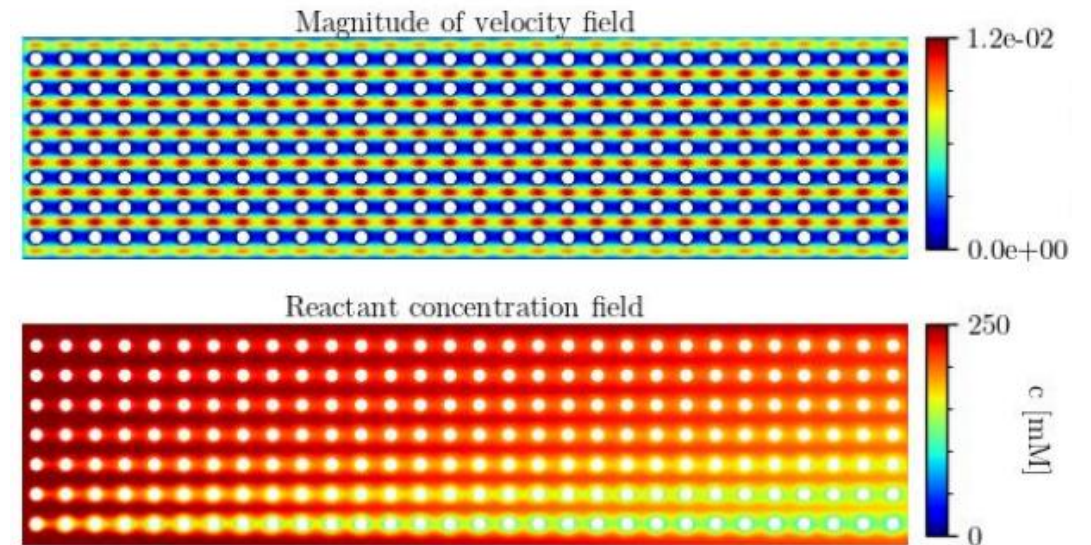 Magnitude of velocity field
1.2e-02
0.0e+00
Reactant concentration field
250
c [mM]
0